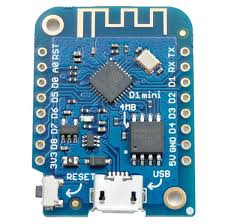 RST
A0
D0
D5
D6
D7
D8
3V3
TX
RX
D1
D2
D3
D4
GND
5V
D1 mini
4MB
RESET
USB